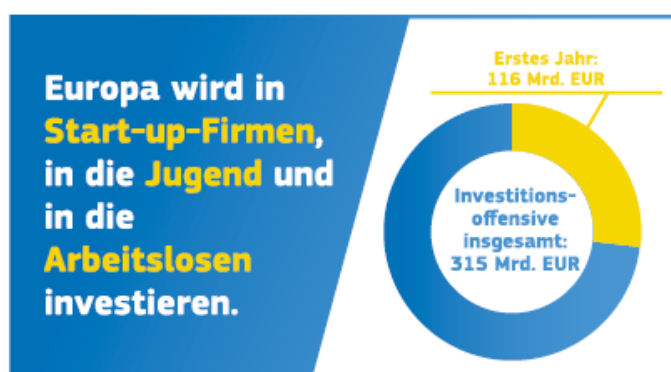 Europa wird in
Start-up-Firmen,
in die Jugend und
in die
Arbeitslosen
investieren.
Erstes Jahr:
116 Mrd. EUR
Investitions-
offensive
insgesamt:
315 Mrd. EUR